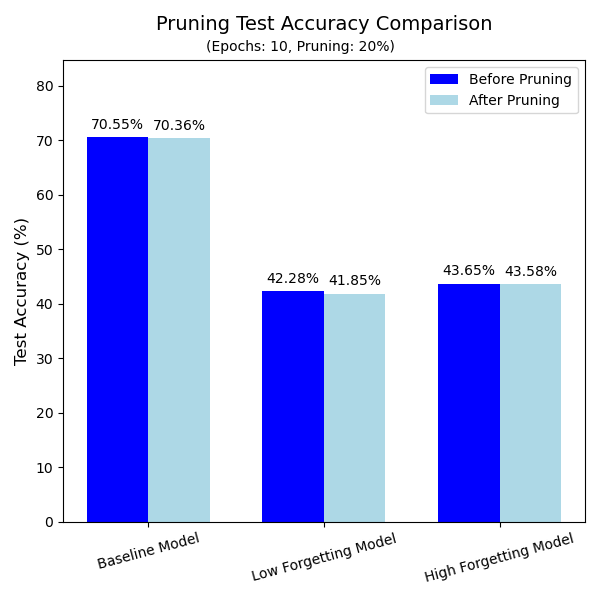 Pruning Test Accuracy Comparison
(Epochs: 10, Pruning: 20%)
Before Pruning
After Pruning
Test Accuracy (%)
80
70
60
50
40
30
20
10
0
70.55%
70.36%
42.28%
41.85%
43.65%
43.58%
Baseline Model
Low Forgetting Model
High Forgetting Model